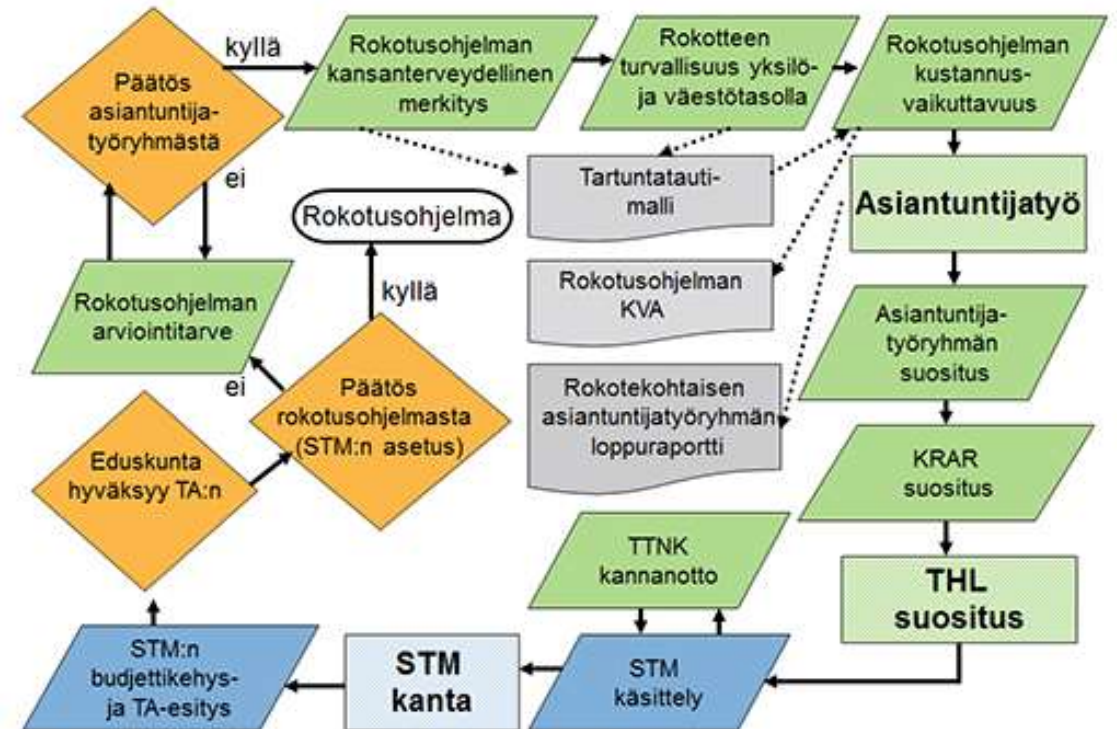 Päätös
asiantuntija-
työryhmästä
kyllä
Rokotusohjelman
kansanterveydellinen
merkitys
Rokotteen
turvallisuus yksilö-
ja väestötasolla
Rokotusohjelman
kustannus-
vaikuttavuus
ei
Tartuntatauti-
malli
Asiantuntijatyö
Rokotusohjelma
kyllä
Rokotusohjelman
arviointitarve
Rokotusohjelman
KVA
Asiantuntija-
työryhmän
suositus
ei
Päätös
rokotusohjelmasta
(STM:n asetus)
Rokotekohtaisen
asiantuntijatyöryhmän
loppuraportti
Eduskunta
hyväksyy TA:n
KRAR
suositus
TTNK
kannanotto
THL
suositus
STM:n
budjettikehys-
ja TA-esitys
STM
kanta
STM
käsittely